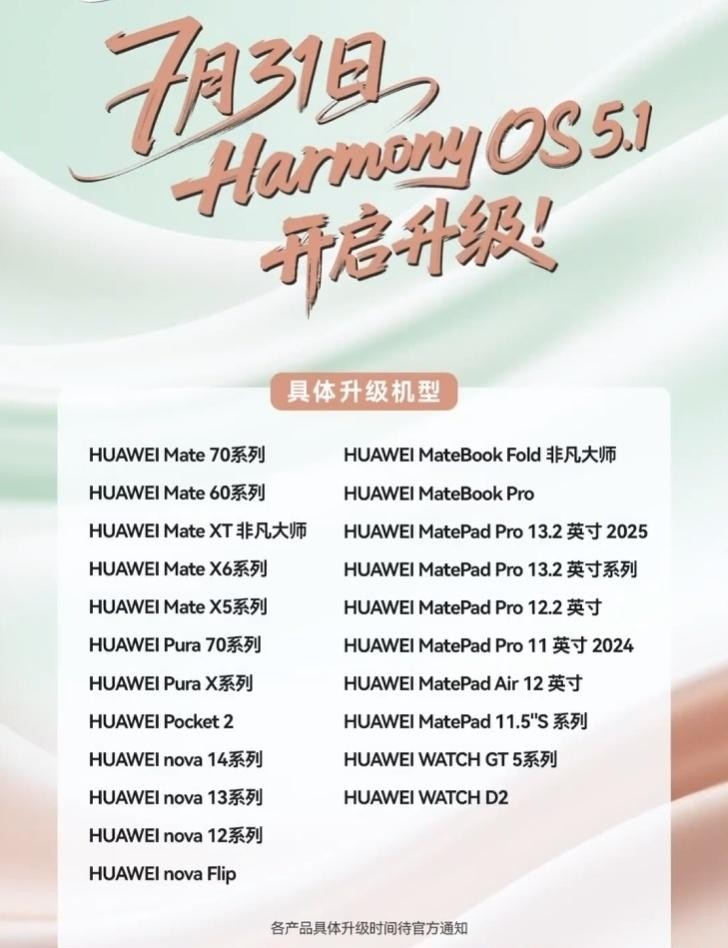 7月31日
Harmony OS 5.1
开启升级!
具体升级机型
HUAWEI Mate 70系列
HUAWEI Mate 60系列
HUAWEI Mate XT 非凡大师
HUAWEI Mate X6系列
HUAWEI Mate X5系列
HUAWEI Pura 70系列
HUAWEI Pura X系列
HUAWEI Pocket 2
HUAWEI nova 14系列
HUAWEI nova 13系列
HUAWEI nova 12系列
HUAWEI nova Flip
HUAWEI MateBook Fold 非凡大师
HUAWEI MateBook Pro
HUAWEI MatePad Pro 13.2 英寸 2025
HUAWEI MatePad Pro 13.2 英寸系列
HUAWEI MatePad Pro 12.2 英寸
HUAWEI MatePad Pro 11 英寸 2024
HUAWEI MatePad Air 12 英寸
HUAWEI MatePad 11.5"S 系列
HUAWEI WATCH GT 5系列
HUAWEI WATCH D2
各产品具体升级时间待官方通知